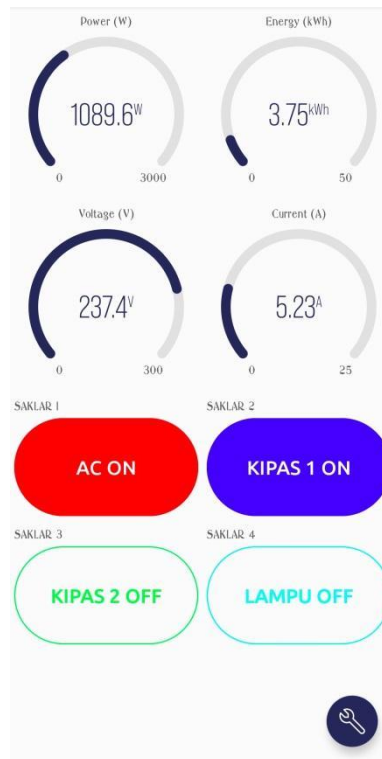 Power (W) Energy (kWh)
1089.6W 3.75kWh
0 3000 0 50
Voltage (V) Current (A)
237.4V 5.23A
0 300 0 25
SAKLAR 1 SAKLAR 2
AC ON KIPAS 1 ON
SAKLAR 3 SAKLAR 4
KIPAS 2 OFF LAMPU OFF